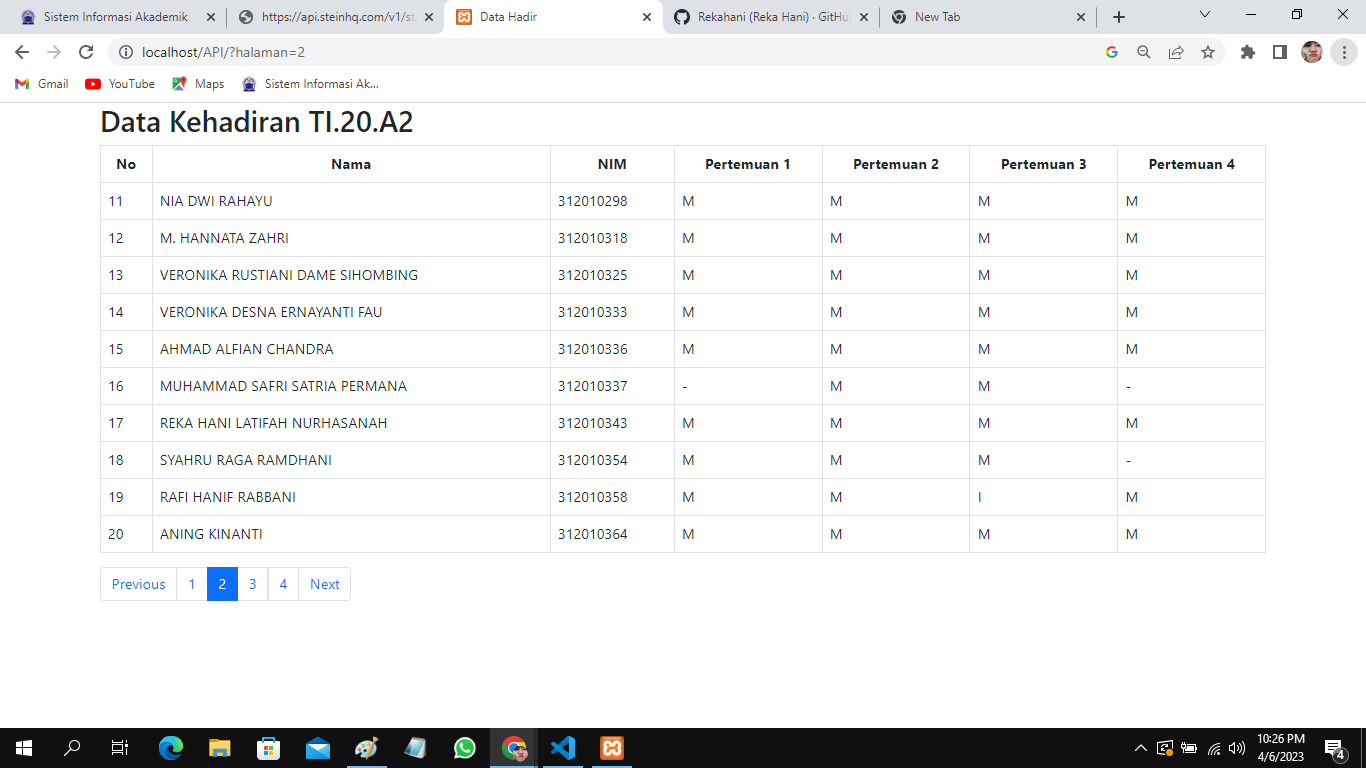 Sistem Informasi Akademik
https://api.steinhq.com/v1/st
Data Hadir
Rekahani (Reka Hani) · GitHu
New Tab
localhost/API/?halaman=2
Gmail YouTube Maps Sistem Informasi Ak...
Data Kehadiran TI.20.A2
No Nama NIM Pertemuan 1 Pertemuan 2 Pertemuan 3 Pertemuan 4
11 NIA DWI RAHAYU 312010298 M M M M
12 M. HANNATA ZAHRI 312010318 M M M M
13 VERONIKA RUSTIANI DAME SIHOMBING 312010325 M M M M
14 VERONIKA DESNA ERNAYANTI FAU 312010333 M M M M
15 AHMAD ALFIAN CHANDRA 312010336 M M M M
16 MUHAMMAD SAFRI SATRIA PERMANA 312010337 - M M -
17 REKA HANI LATIFAH NURHASANAH 312010343 M M M M
18 SYAHRU RAGA RAMDHANI 312010354 M M M -
19 RAFI HANIF RABBANI 312010358 M M I M
20 ANING KINANTI 312010364 M M M M
Previous 1 2 3 4 Next
10:26 PM
4/6/2023
4